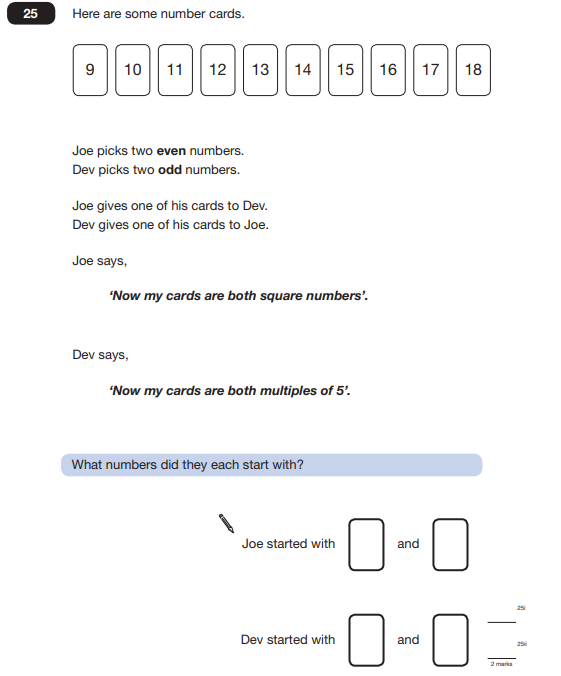 25 Here are some number cards.
9 10 11 12 13 14 15 16 17 18
Joe picks two even numbers.
Dev picks two odd numbers.
Joe gives one of his cards to Dev.
Dev gives one of his cards to Joe.
Joe says,
‘Now my cards are both square numbers’.
Dev says,
‘Now my cards are both multiples of 5’.
What numbers did they each start with?
Joe started with and
Dev started with and
25i
25ii
2 marks